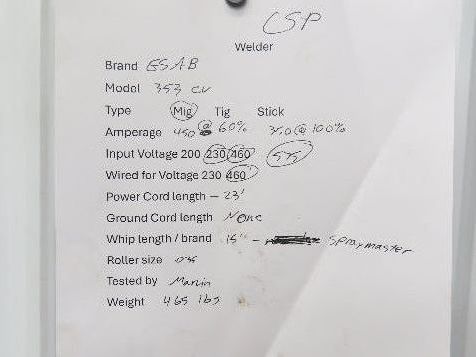 CSP
Welder
Brand ESAB
Model 353 CV
Type Mig Tig Stick
Amperage 450 @ 60% 350 @ 100%
Input Voltage 200 230 460 575
Wired for Voltage 230 460
Power Cord length – 23'
Ground Cord length None
Whip length / brand 15' - Spraymaster
Roller size 035
Tested by Marvin
Weight 465 lbs